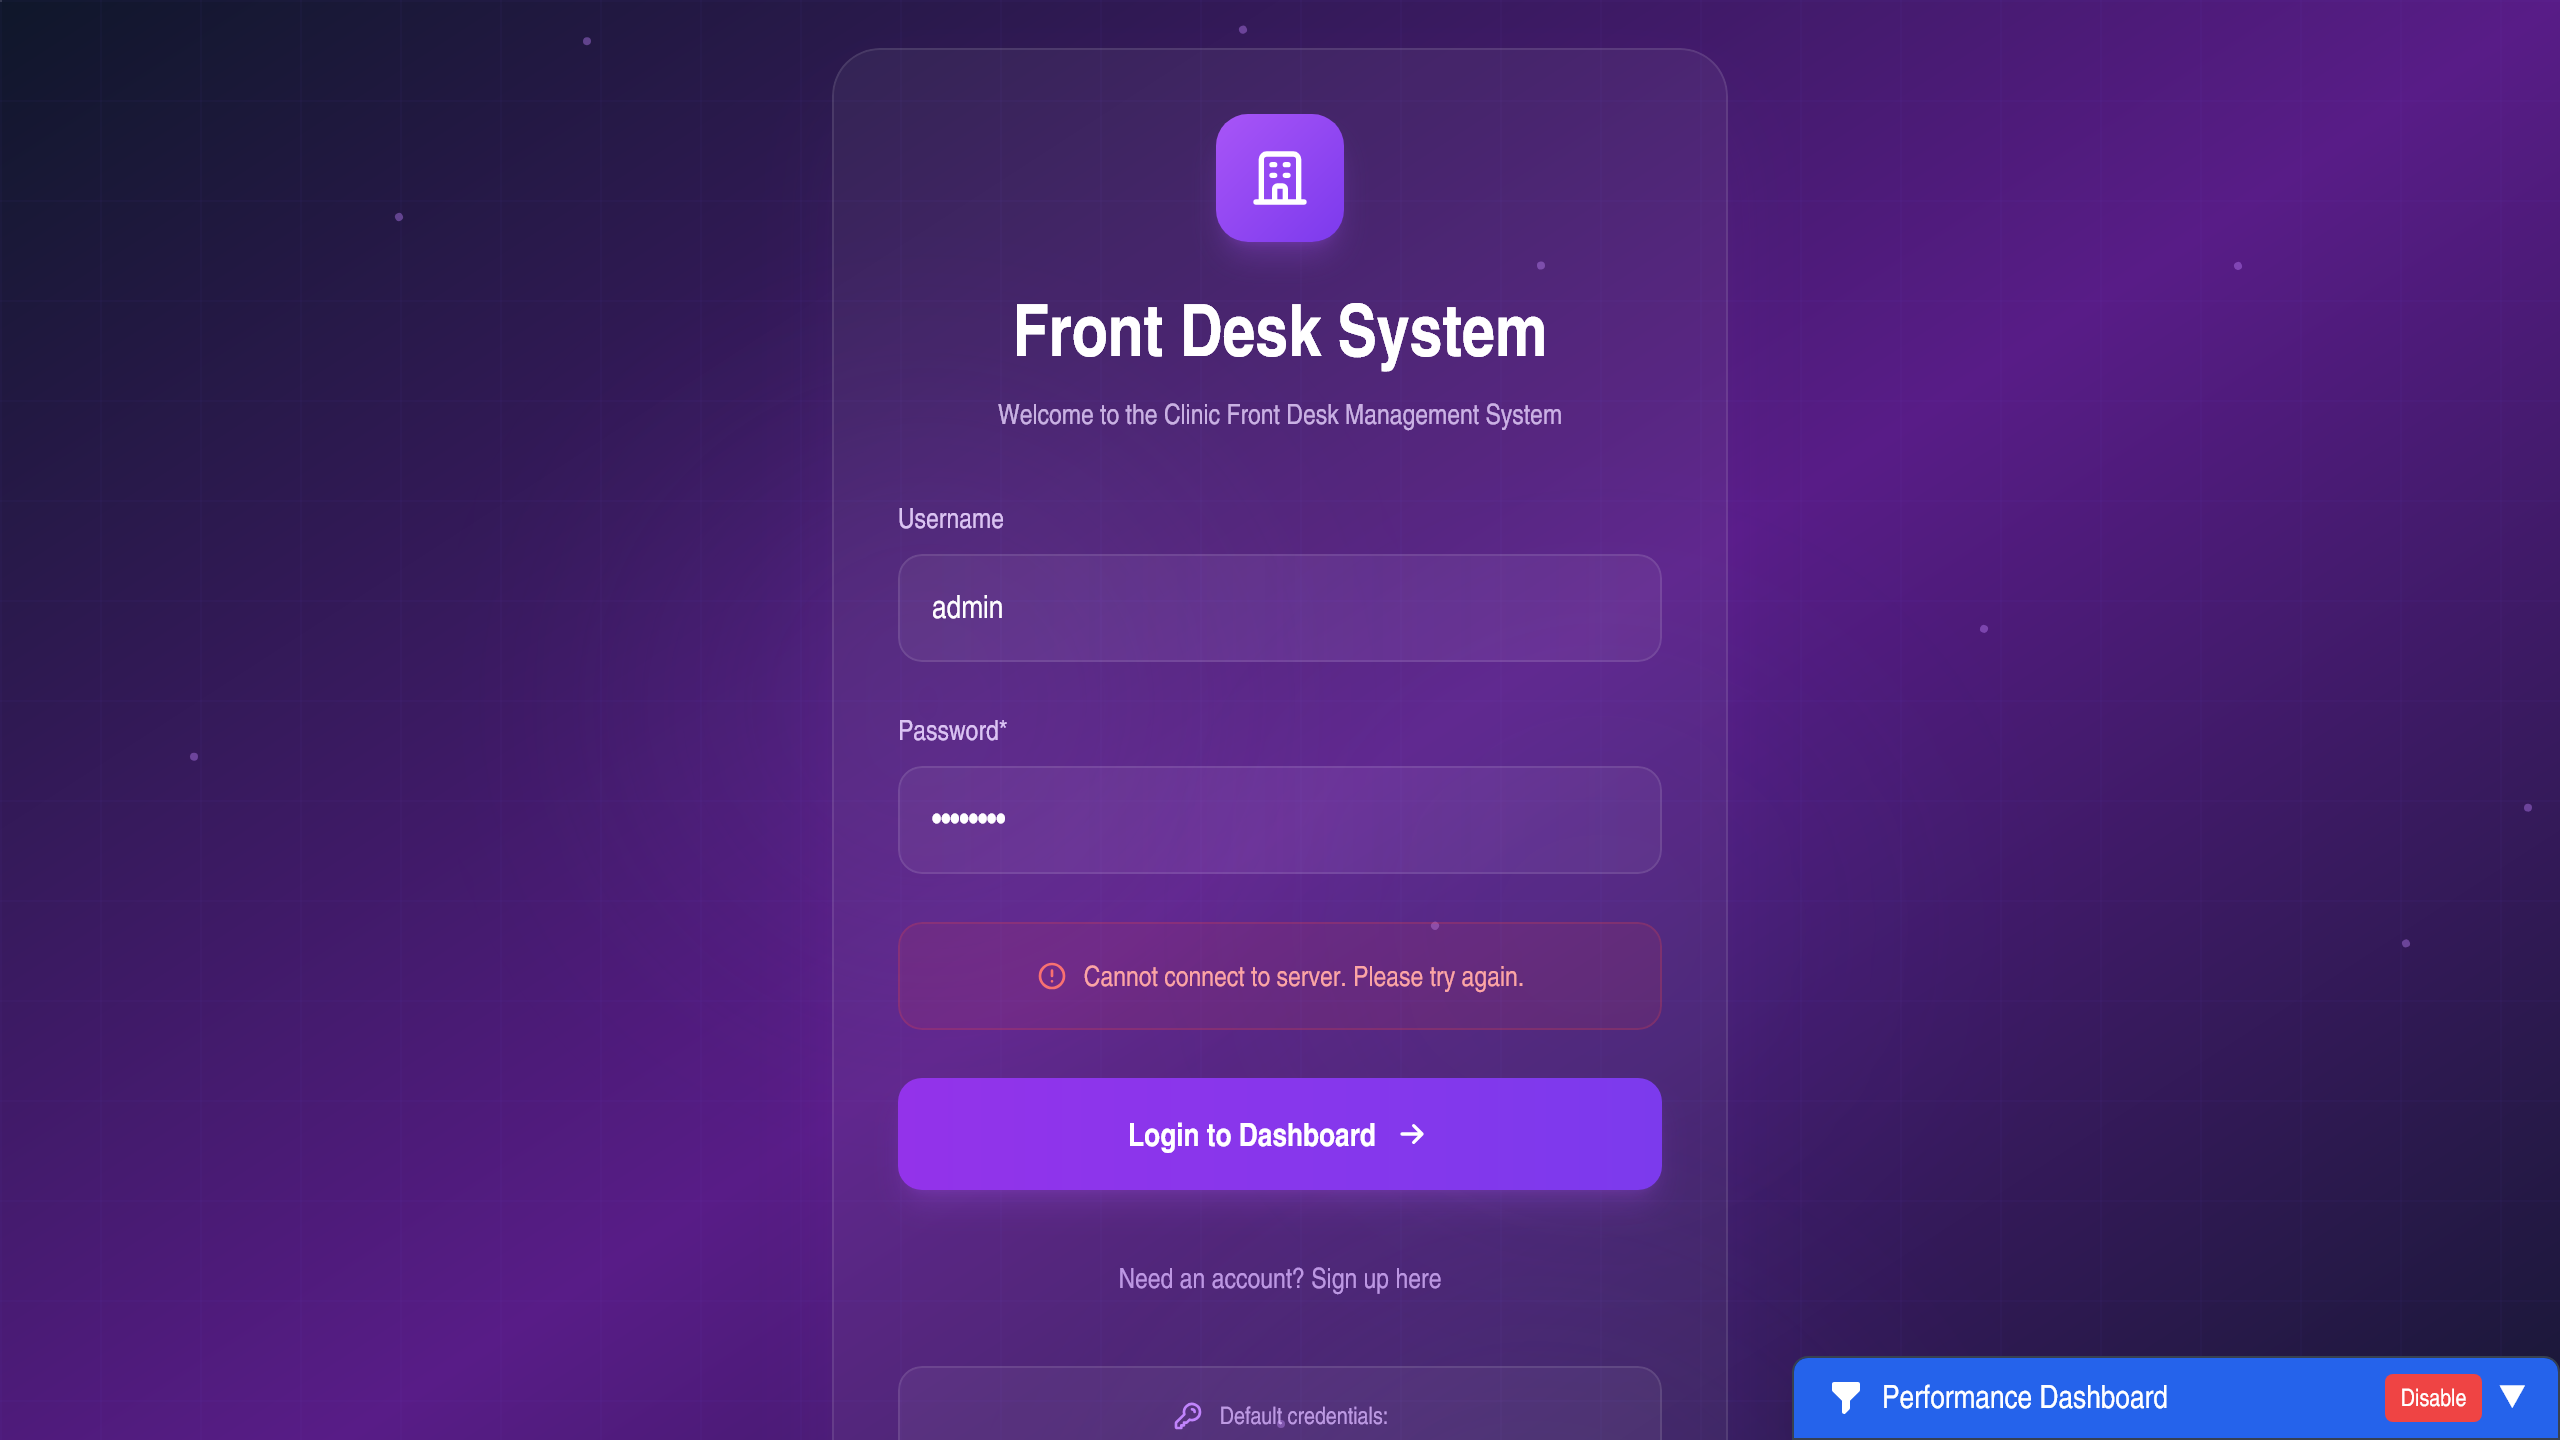 Front Desk System
Welcome to the Clinic Front Desk Management System
Username
admin
Password*
••••••••
Cannot connect to server. Please try again.
Login to Dashboard →
Need an account? Sign up here
Default credentials:
Performance Dashboard
Disable ▼